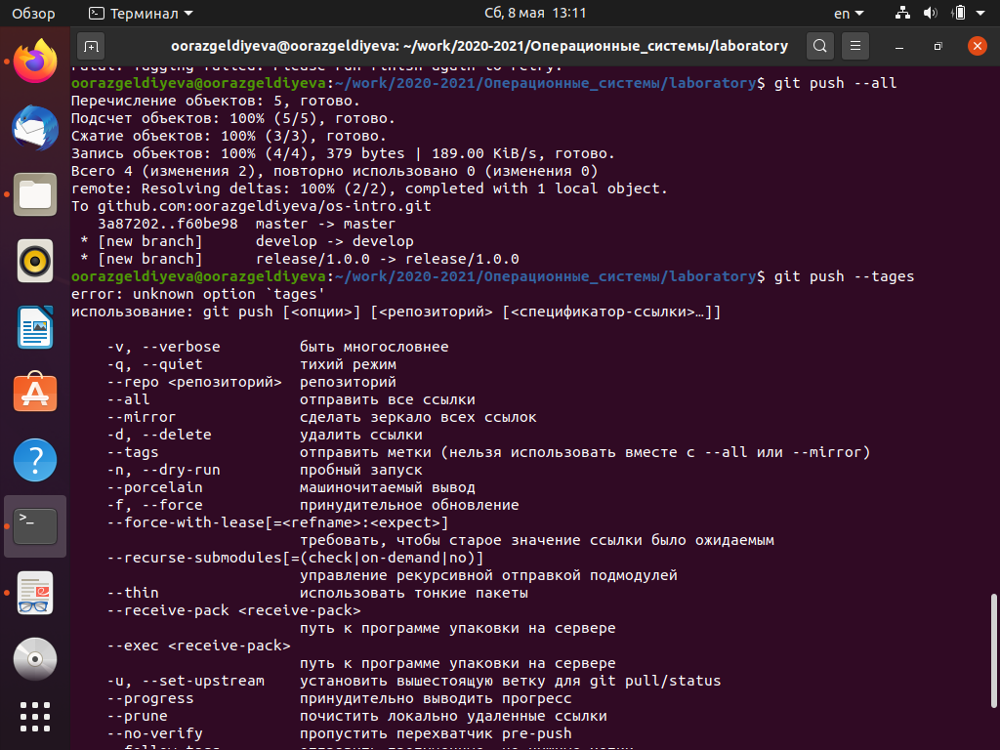 Обзор Терминал Сб, 8 мая 13:11 en
oorazgeldiyeva@oorazgeldiyeva: ~/work/2020-2021/Операционные_системы/laboratory
fatal: Tagging failed. Please run finish again to retry.
oorazgeldiyeva@oorazgeldiyeva:~/work/2020-2021/Операционные_системы/laboratory$ git push --all
Перечисление объектов: 5, готово.
Подсчет объектов: 100% (5/5), готово.
Сжатие объектов: 100% (3/3), готово.
Запись объектов: 100% (4/4), 379 bytes | 189.00 KiB/s, готово.
Всего 4 (изменения 2), повторно использовано 0 (изменения 0)
remote: Resolving deltas: 100% (2/2), completed with 1 local object.
To github.com:oorazgeldiyeva/os-intro.git
3a87202..f60be98 master -> master
* [new branch] develop -> develop
* [new branch] release/1.0.0 -> release/1.0.0
oorazgeldiyeva@oorazgeldiyeva:~/work/2020-2021/Операционные_системы/laboratory$ git push --tages
error: unknown option `tages'
использование: git push [<опции>] [<репозиторий> [<спецификатор-ссылки>…]]
-v, --verbose быть многословнее
-q, --quiet тихий режим
--repo <репозиторий> репозиторий
--all отправить все ссылки
--mirror сделать зеркало всех ссылок
-d, --delete удалить ссылки
--tags отправить метки (нельзя использовать вместе с --all или --mirror)
-n, --dry-run пробный запуск
--porcelain машиночитаемый вывод
-f, --force принудительное обновление
--force-with-lease[=<refname>:<expect>]
требовать, чтобы старое значение ссылки было ожидаемым
--recurse-submodules[=(check|on-demand|no)]
управление рекурсивной отправкой подмодулей
--thin использовать тонкие пакеты
--receive-pack <receive-pack>
путь к программе упаковки на сервере
--exec <receive-pack>
путь к программе упаковки на сервере
-u, --set-upstream установить вышестоящую ветку для git pull/status
--progress принудительно выводить прогресс
--prune почистить локально удаленные ссылки
--no-verify пропустить перехватчик pre-push